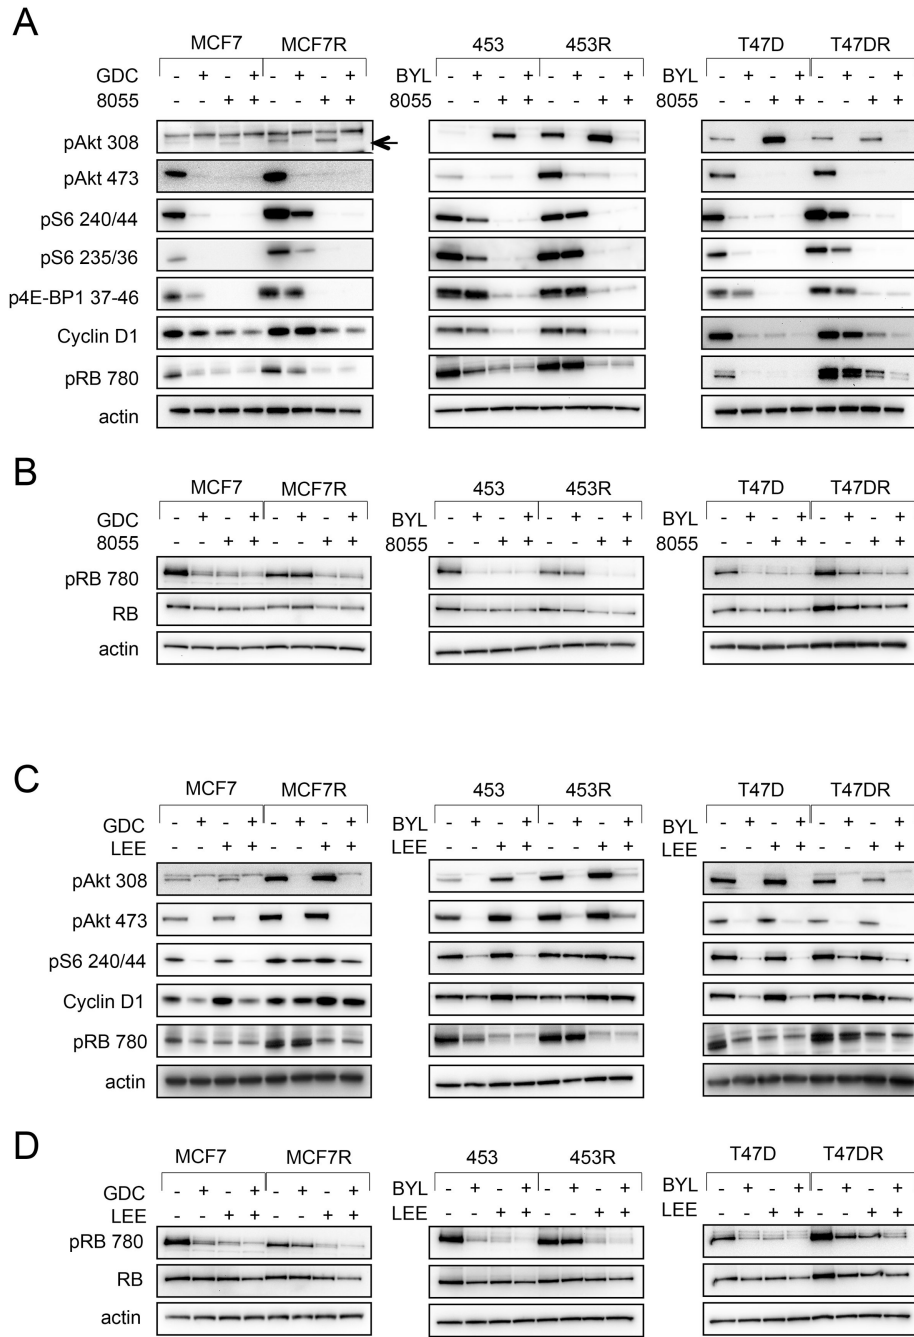 A
MCF7 MCF7R 453 453R T47D T47DR
GDC - + - + - + - + BYL - + - + - + - + BYL - + - + - + - +
8055 - - + + - - + + 8055 - - + + - - + + 8055 - - + + - - + +
pAkt 308
pAkt 473
pS6 240/44
pS6 235/36
p4E-BP1 37-46
Cyclin D1
pRB 780
actin
B
MCF7 MCF7R 453 453R T47D T47DR
GDC - + - + - + - + BYL - + - + - + - + BYL - + - + - + - +
8055 - - + + - - + + 8055 - - + + - - + + 8055 - - + + - - + +
pRB 780
RB
actin
C
MCF7 MCF7R 453 453R T47D T47DR
GDC - + - + - + - + BYL - + - + - + - + BYL - + - + - + - +
LEE - - + + - - + + LEE - - + + - - + + LEE - - + + - - + +
pAkt 308
pAkt 473
pS6 240/44
Cyclin D1
pRB 780
actin
D
MCF7 MCF7R 453 453R T47D T47DR
GDC - + - + - + - + BYL - + - + - + - + BYL - + - + - + - +
LEE - - + + - - + + LEE - - + + - - + + LEE - - + + - - + +
pRB 780
RB
actin